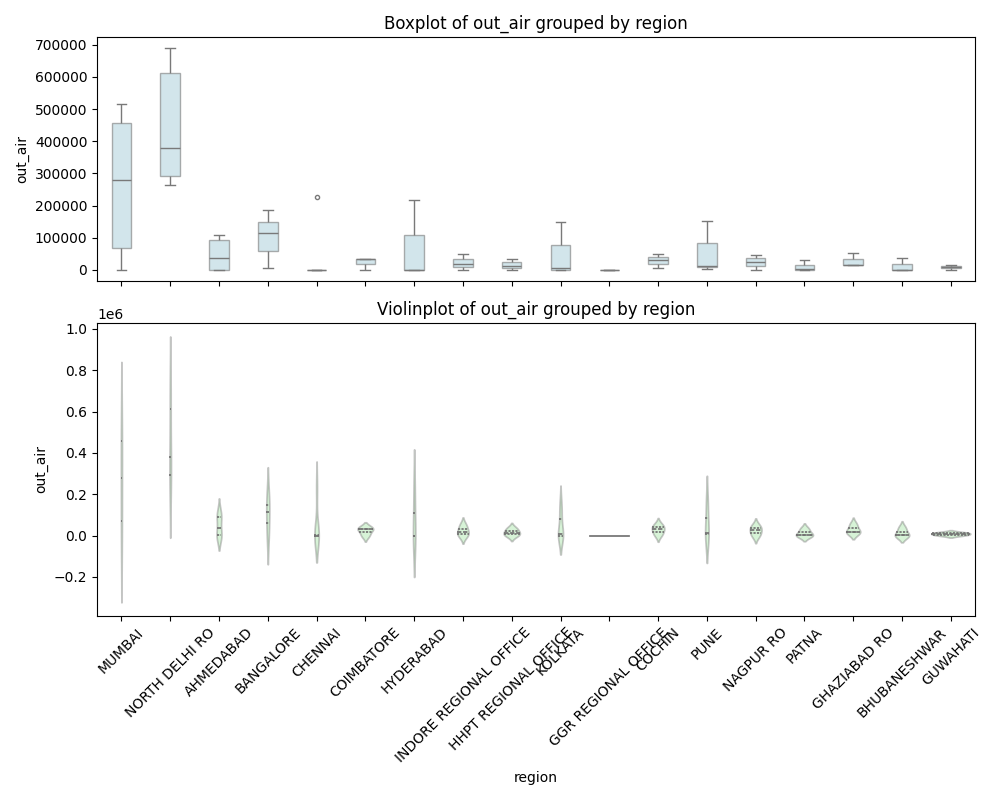 Boxplot of out_air grouped by region
700000
600000
500000
400000
300000
200000
100000
0
out_air
Violinplot of out_air grouped by region
1e6
1.0
0.8
0.6
0.4
0.2
0.0
−0.2
out_air
MUMBAI
NORTH DELHI RO
AHMEDABAD
BANGALORE
CHENNAI
COIMBATORE
HYDERABAD
INDORE REGIONAL OFFICE
HHPT REGIONAL OFFICE
KOLKATA
GGR REGIONAL OFFICE
COCHIN
PUNE
NAGPUR RO
PATNA
GHAZIABAD RO
BHUBANESHWAR
GUWAHATI
region